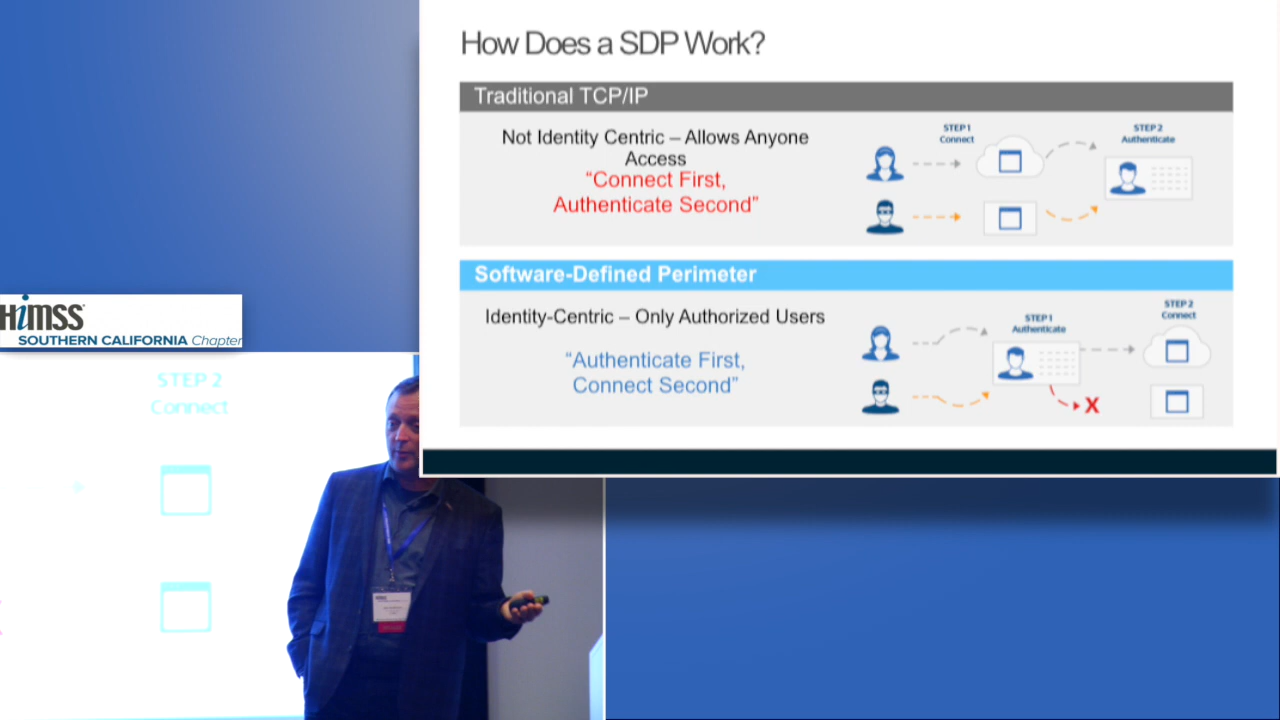 How Does a SDP Work?
Traditional TCP/IP
Not Identity Centric – Allows Anyone
Access
“Connect First,
Authenticate Second”
STEP 1
Connect
STEP 2
Authenticate
Software-Defined Perimeter
Identity-Centric – Only Authorized Users
“Authenticate First,
Connect Second”
STEP 1
Authenticate
STEP 2
Connect
X
HiMSS
SOUTHERN CALIFORNIA Chapter
STEP 2
Connect